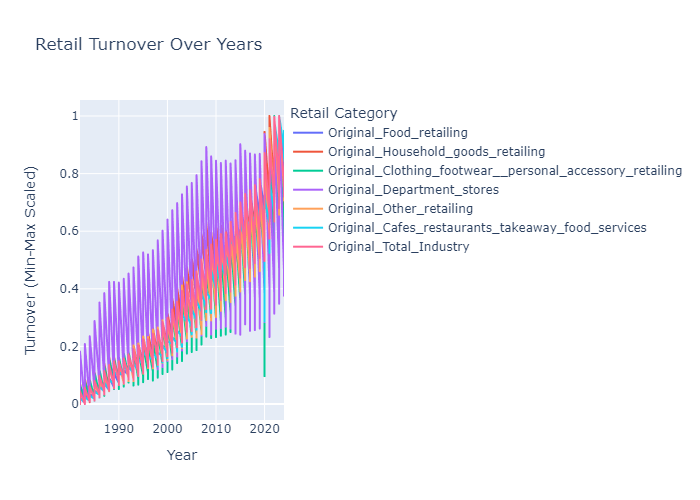 Retail Turnover Over Years
Turnover (Min-Max Scaled)
1
0.8
0.6
0.4
0.2
0
1990
2000
2010
2020
Year
Retail Category
Original_Food_retailing
Original_Household_goods_retailing
Original_Clothing_footwear__personal_accessory_retailing
Original_Department_stores
Original_Other_retailing
Original_Cafes_restaurants_takeaway_food_services
Original_Total_Industry